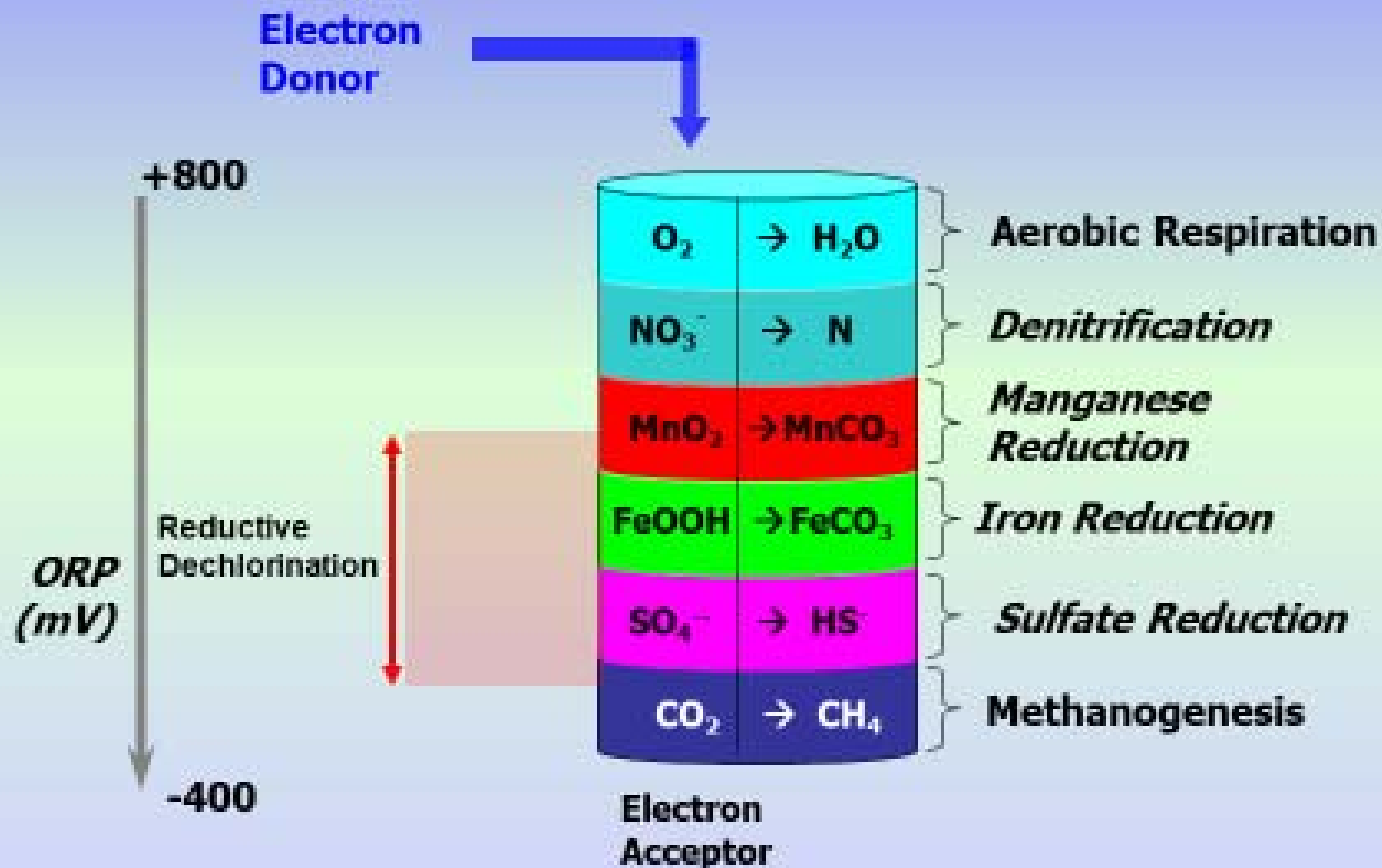 Electron
Donor
+800
O₂ → H₂O
Aerobic Respiration
NO₃⁻ → N
Denitrification
MnO₂ → MnCO₃
Manganese
Reduction
FeOOH → FeCO₃
Iron Reduction
Reductive
Dechlorination
ORP
(mV)
SO₄⁻ → HS⁻
Sulfate Reduction
CO₂ → CH₄
Methanogenesis
-400
Electron
Acceptor